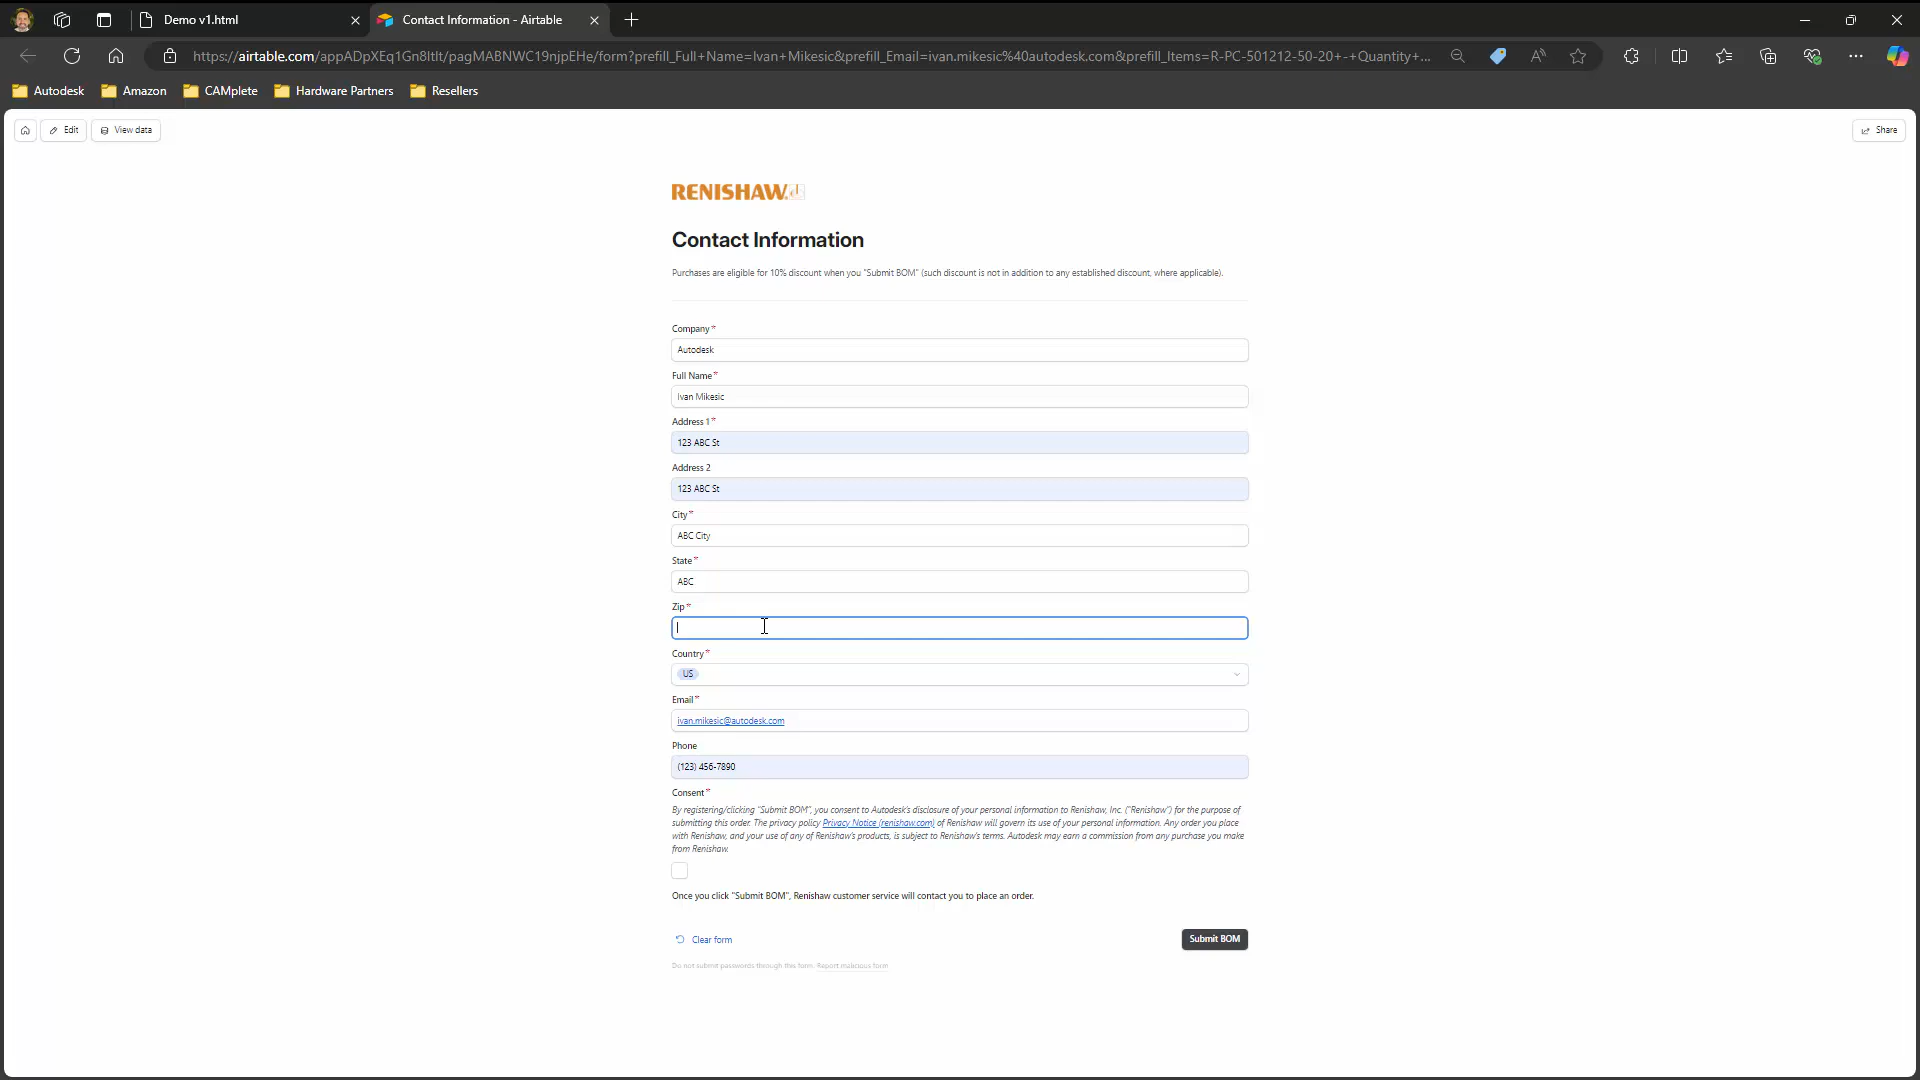 Demo v1.html
Contact Information - Airtable
https://airtable.com/appADpXEq1Gn8ltlt/pagMABNWC19njpEHe/form?prefill_Full+Name=Ivan+Mikesic&prefill_Email=ivan.mikesic%40autodesk.com&prefill_Items=R-PC-501212-50-20+-+Quantity+...
Autodesk
Amazon
CAMplete
Hardware Partners
Resellers
Edit
View data
Share
RENISHAW.
Contact Information
Purchases are eligible for 10% discount when you "Submit BOM" (such discount is not in addition to any established discount, where applicable).
Company *
Autodesk
Full Name *
Ivan Mikesic
Address 1 *
123 ABC St
Address 2
123 ABC St
City *
ABC City
State *
ABC
Zip *
Country *
US
Email *
ivan.mikesic@autodesk.com
Phone
(123) 456-7890
Consent *
By registering/clicking "Submit BOM", you consent to Autodesk's disclosure of your personal information to Renishaw, Inc. ("Renishaw") for the purpose of
submitting this order. The privacy policy Privacy Notice (renishaw.com) of Renishaw will govern its use of your personal information. Any order you place
with Renishaw, and your use of any of Renishaw's products, is subject to Renishaw's terms. Autodesk may earn a commission from any purchase you make
from Renishaw.
Once you click "Submit BOM", Renishaw customer service will contact you to place an order.
Clear form
Submit BOM
Do not submit passwords through this form. Report malicious form